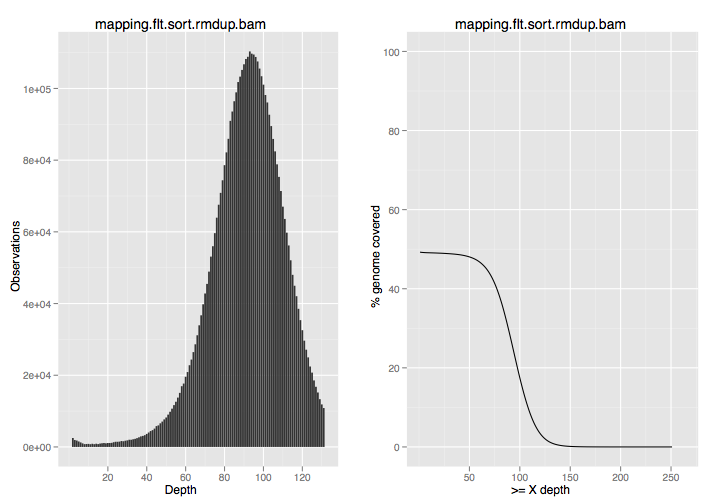 mapping.flt.sort.rmdup.bam
1e+05
8e+04
6e+04
4e+04
2e+04
0e+00
Observations
20 40 60 80 100 120
Depth
mapping.flt.sort.rmdup.bam
100
80
60
40
20
0
% genome covered
50 100 150 200 250
>= X depth